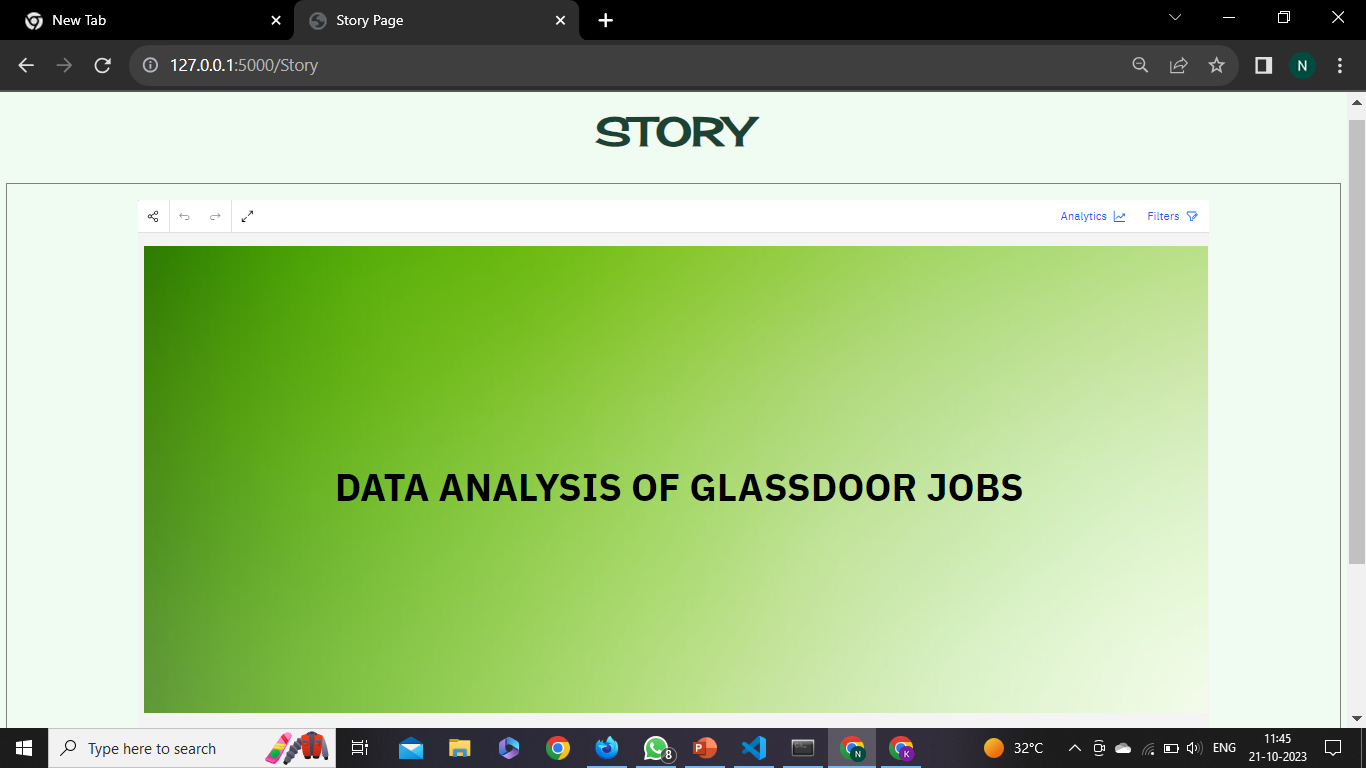 New Tab
Story Page
127.0.0.1:5000/Story
N
STORY
Analytics
Filters
DATA ANALYSIS OF GLASSDOOR JOBS
Type here to search
8
P
N
K
32°C
ENG
11:45
21-10-2023